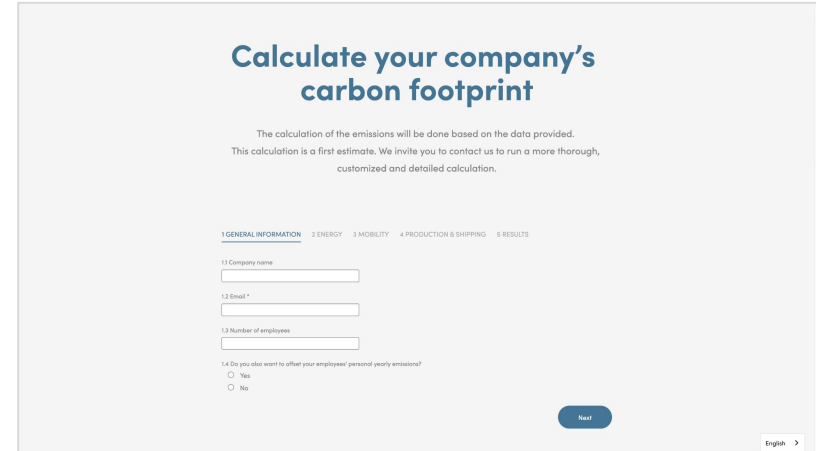 Calculate your company’s
carbon footprint
The calculation of the emissions will be done based on the data provided.
This calculation is a first estimate. We invite you to contact us to run a more thorough,
customized and detailed calculation.
1 GENERAL INFORMATION 2 ENERGY 3 MOBILITY 4 PRODUCTION & SHIPPING 5 RESULTS
1.1 Company name
1.2 Email *
1.3 Number of employees
1.4 Do you also want to offset your employees' personal yearly emissions?
Yes
No
Next
English >